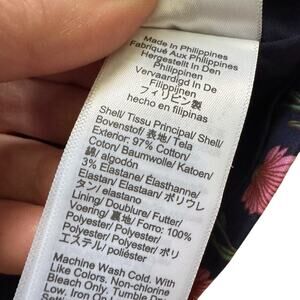 Made In Philippines
Fabriqué Aux Philippines
Hergestellt In Den
Philippinen
Vervaardigd In De
Filippijnen
フィリピン製
hecho en filipinas
Shell/ Tissu Principal/ Shell/
Bovenstof/ 表地/ Tela
Exterior: 97% Cotton/
Coton/ Baumwolle/ Katoen/
綿/ algodón
3% Elastane/ Élasthanne/
Elastan/ Elastaan/ ポリウレ
タン/ elastano
Lining/ Doublure/ Futter/
Voering/ 裏地/ Forro: 100%
Polyester/ Polyester/
Polyester/ Polyester/ ポリ
エステル/ poliéster
Machine Wash Cold. With
Like Colors. Non-chlorine
Bleach Only. Tumble Dry
Low. Iron On